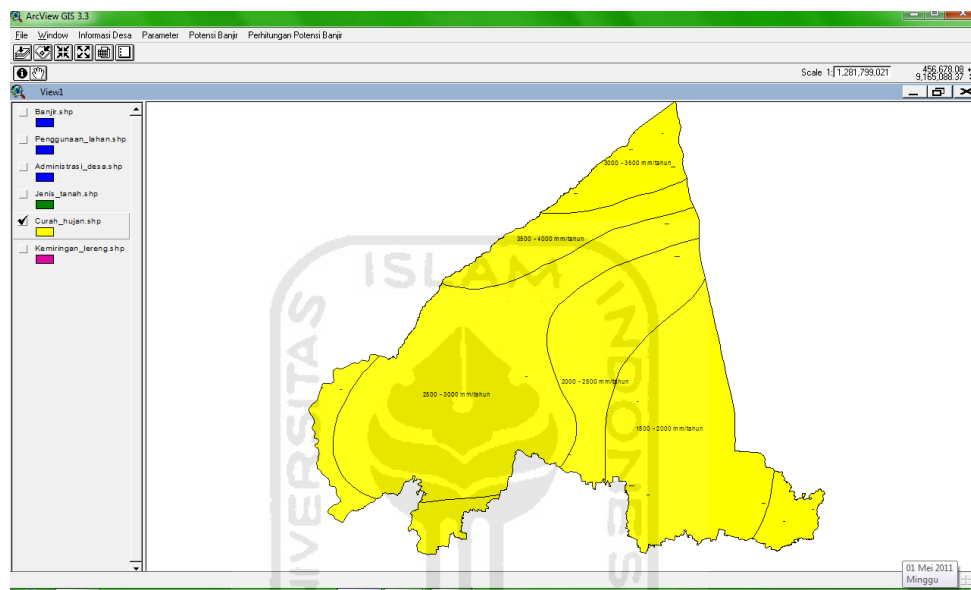 ArcView GIS 3.3
File Window Informasi Desa Parameter Potensi Banjir Perhitungan Potensi Banjir
Scale 1: 1,281,799,021
456,678.08
9,165,088.37
View1
Banjir.shp
Penggunaan_lahan.shp
Administrasi_desa.shp
Jenis_tanah.shp
Curah_hujan.shp
Kemiringan_lereng.shp
3000 - 3500 mm/tahun
3500 - 4000 mm/tahun
2000 - 2500 mm/tahun
2500 - 3000 mm/tahun
1500 - 2000 mm/tahun
UNIVERSITAS
ISLAM
INDONES
01 Mei 2011
Minggu